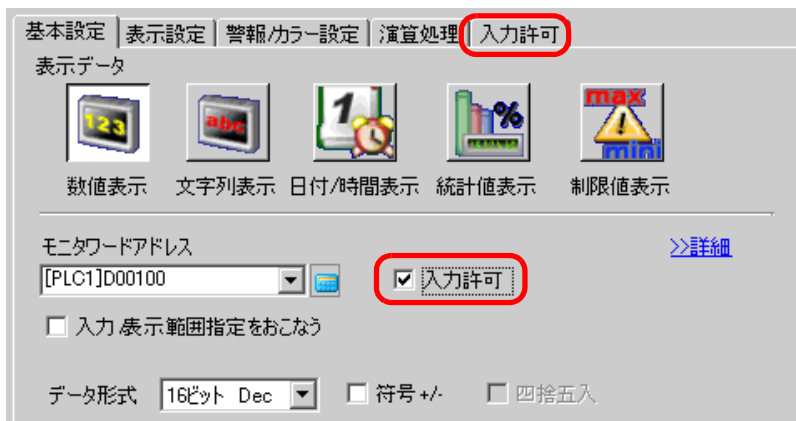 基本設定 表示設定 警報/カラー設定 演算処理 入力許可
表示データ
123 abc 1 % max mini
数値表示 文字列表示 日付/時間表示 統計値表示 制限値表示
モニタワードアドレス >>詳細
[PLC1]D00100 入力許可
入力/表示範囲指定をおこなう
データ形式 16ビット Dec 符号+/- 四捨五入